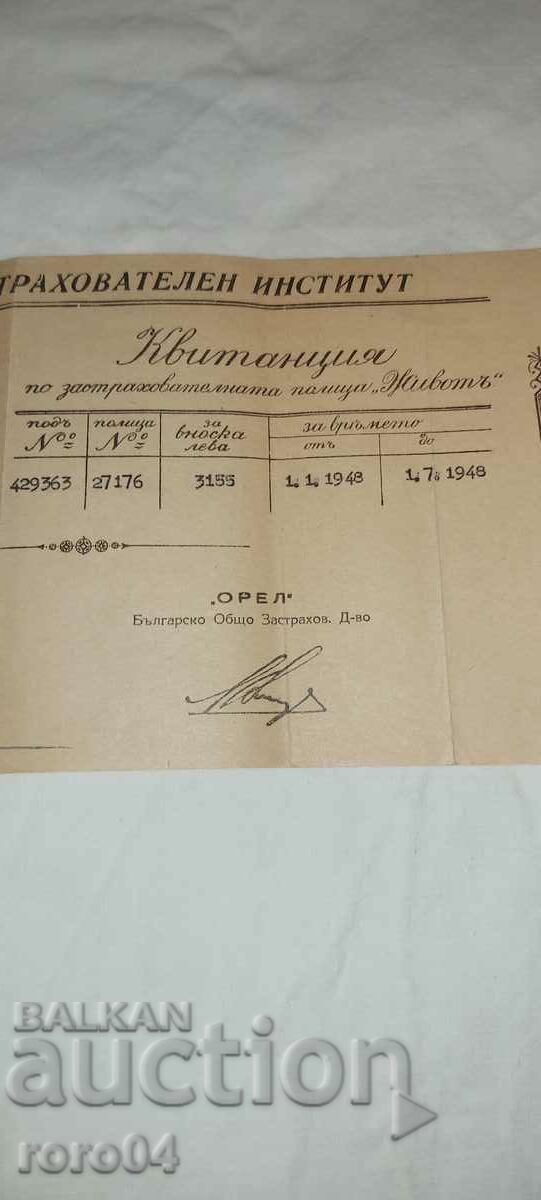 ТРАХОВАТЕЛЕН ИНСТИТУТ
Квитанция
по застрахователната полица „Животъ“
подъ № полица № за вноска лева за връмето отъ до
429363 27176 3155 1. 1. 1948 1. 7. 1948
„ОРЕЛ“
Българско Общо Застрахов. Д-во
BALKAN
auction
roro04